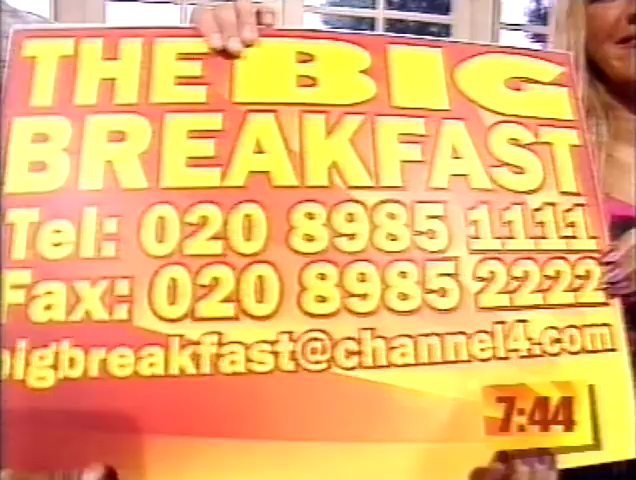 THE BIG
BREAKFAST
Tel: 020 8985 1111
Fax: 020 8985 2222
bigbreakfast@channel4.com
7:44